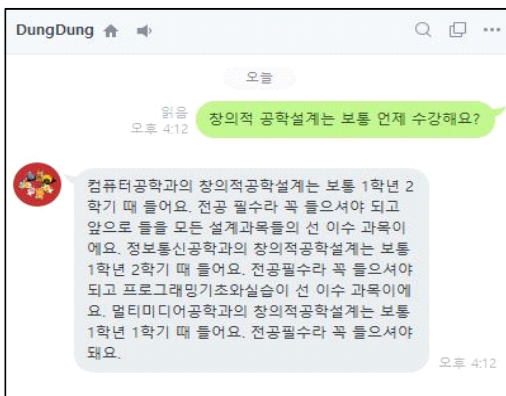 DungDung
오늘
읽음
오후 4:12
창의적 공학설계는 보통 언제 수강해요?
컴퓨터공학과의 창의적공학설계는 보통 1학년 2
학기 때 들어요. 전공 필수라 꼭 들으셔야 되고
앞으로 들을 모든 설계과목들의 선 이수 과목이
에요. 정보통신공학과의 창의적공학설계는 보통
1학년 2학기 때 들어요. 전공필수라 꼭 들으셔야
되고 프로그래밍기초와실습이 선 이수 과목이에
요. 멀티미디어공학과의 창의적공학설계는 보통
1학년 1학기 때 들어요. 전공필수라 꼭 들으셔야
돼요.
오후 4:12